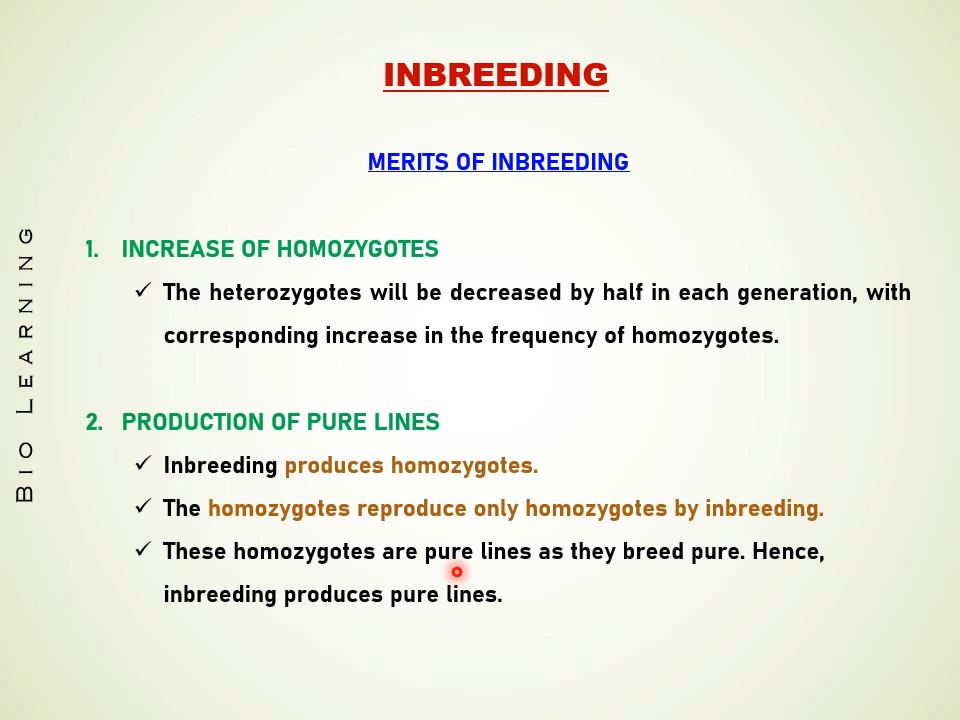 INBREEDING
MERITS OF INBREEDING
1. INCREASE OF HOMOZYGOTES
✓ The heterozygotes will be decreased by half in each generation, with
corresponding increase in the frequency of homozygotes.
2. PRODUCTION OF PURE LINES
✓ Inbreeding produces homozygotes.
✓ The homozygotes reproduce only homozygotes by inbreeding.
✓ These homozygotes are pure lines as they breed pure. Hence,
inbreeding produces pure lines.
BIO LEARNING